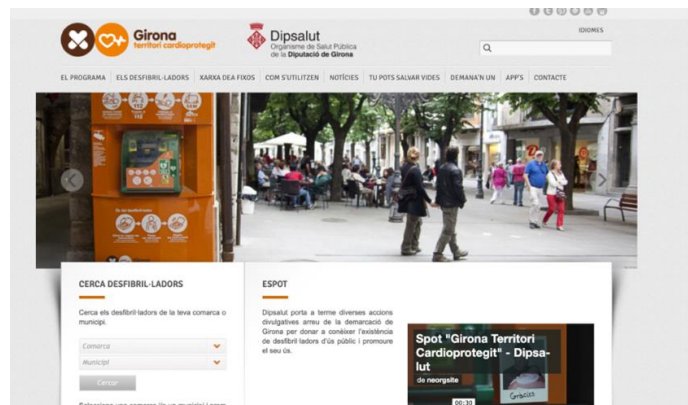 Girona
territori cardioprotegit
Dipsalut
Organisme de Salut Pública
de la Diputació de Girona
IDIOMES
EL PROGRAMA ELS DESFIBRIL·LADORS XARXA DEA FIXOS COM S'UTILITZEN NOTÍCIES TU POTS SALVAR VIDES DEMANA'N UN APP'S CONTACTE
CERCA DESFIBRIL·LADORS
Cerca els desfibril·ladors de la teva comarca o
municipi.
Comarca
Municipi
Cercar
ESPOT
Dipsalut porta a terme diverses accions
divulgatives arreu de la demarcació de
Girona per donar a conèixer l'existència
de desfibril·ladors d'ús públic i promoure
el seu ús.
Spot "Girona Territori
Cardioprotegit" - Dipsa-
lut
de neorgsite
Gràcies
00:30